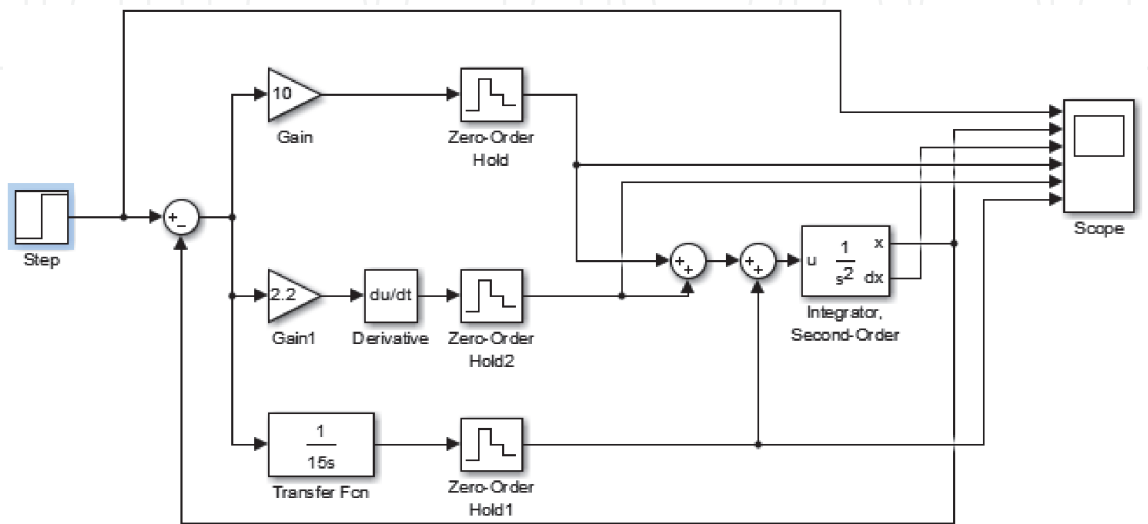 10
Gain
Zero-Order
Hold
+
−
Step
Scope
+
+
+
+
u
1
s2
x
dx
Integrator,
Second-Order
2.2
Gain1
du/dt
Derivative
Zero-Order
Hold2
1
15s
Transfer Fcn
Zero-Order
Hold1